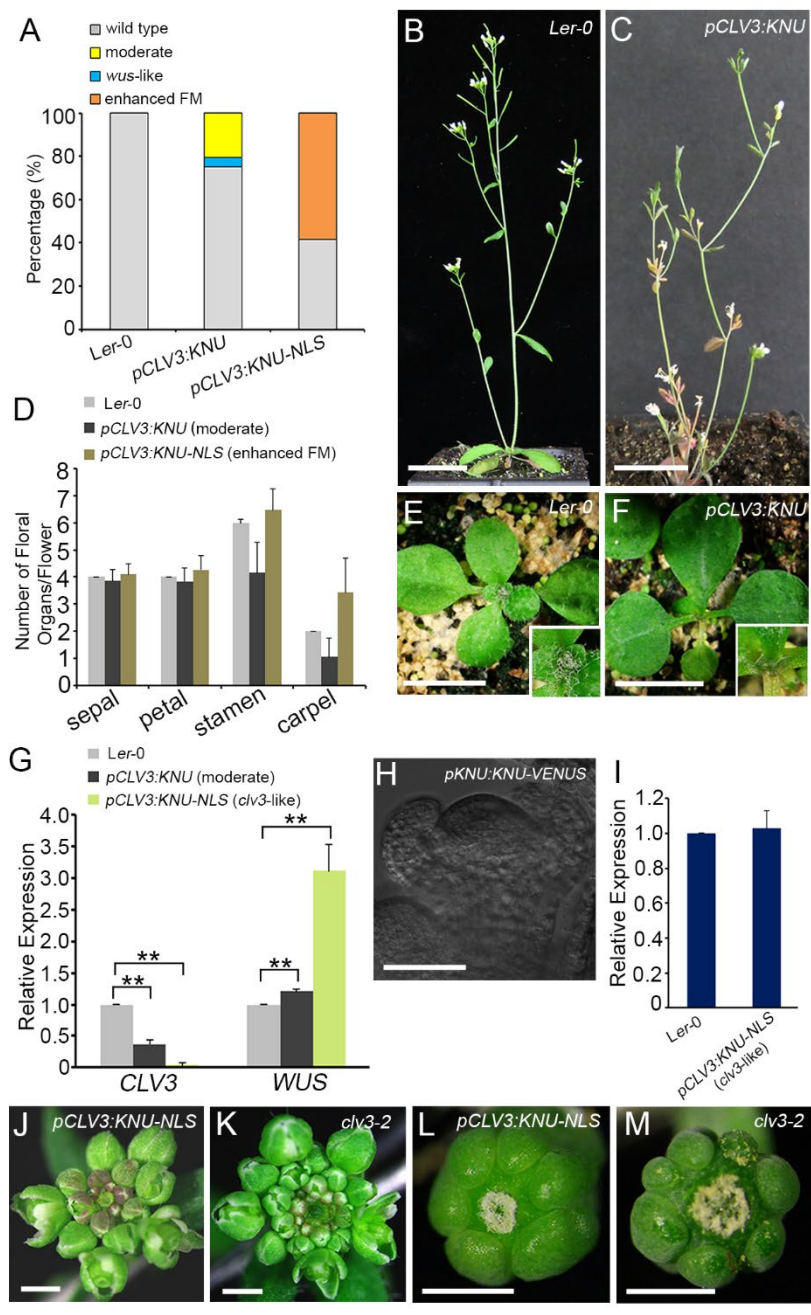 A
wild type
moderate
wus-like
enhanced FM
Percentage (%)
100
80
60
40
20
0
Ler-0
pCLV3:KNU
pCLV3:KNU-NLS
B
Ler-0
C
pCLV3:KNU
D
Ler-0
pCLV3:KNU (moderate)
pCLV3:KNU-NLS (enhanced FM)
Number of Floral
Organs/Flower
8
7
6
5
4
3
2
1
0
sepal
petal
stamen
carpel
E
Ler-0
F
pCLV3:KNU
G
Ler-0
pCLV3:KNU (moderate)
pCLV3:KNU-NLS (clv3-like)
Relative Expression
4.0
3.5
3.0
2.5
2.0
1.5
1.0
0.5
0
**
**
**
**
CLV3
WUS
H
pKNU:KNU-VENUS
I
Relative Expression
1.2
1.0
0.8
0.6
0.4
0.2
0
Ler-0
pCLV3:KNU-NLS
(clv3-like)
J
pCLV3:KNU-NLS
K
clv3-2
L
pCLV3:KNU-NLS
M
clv3-2